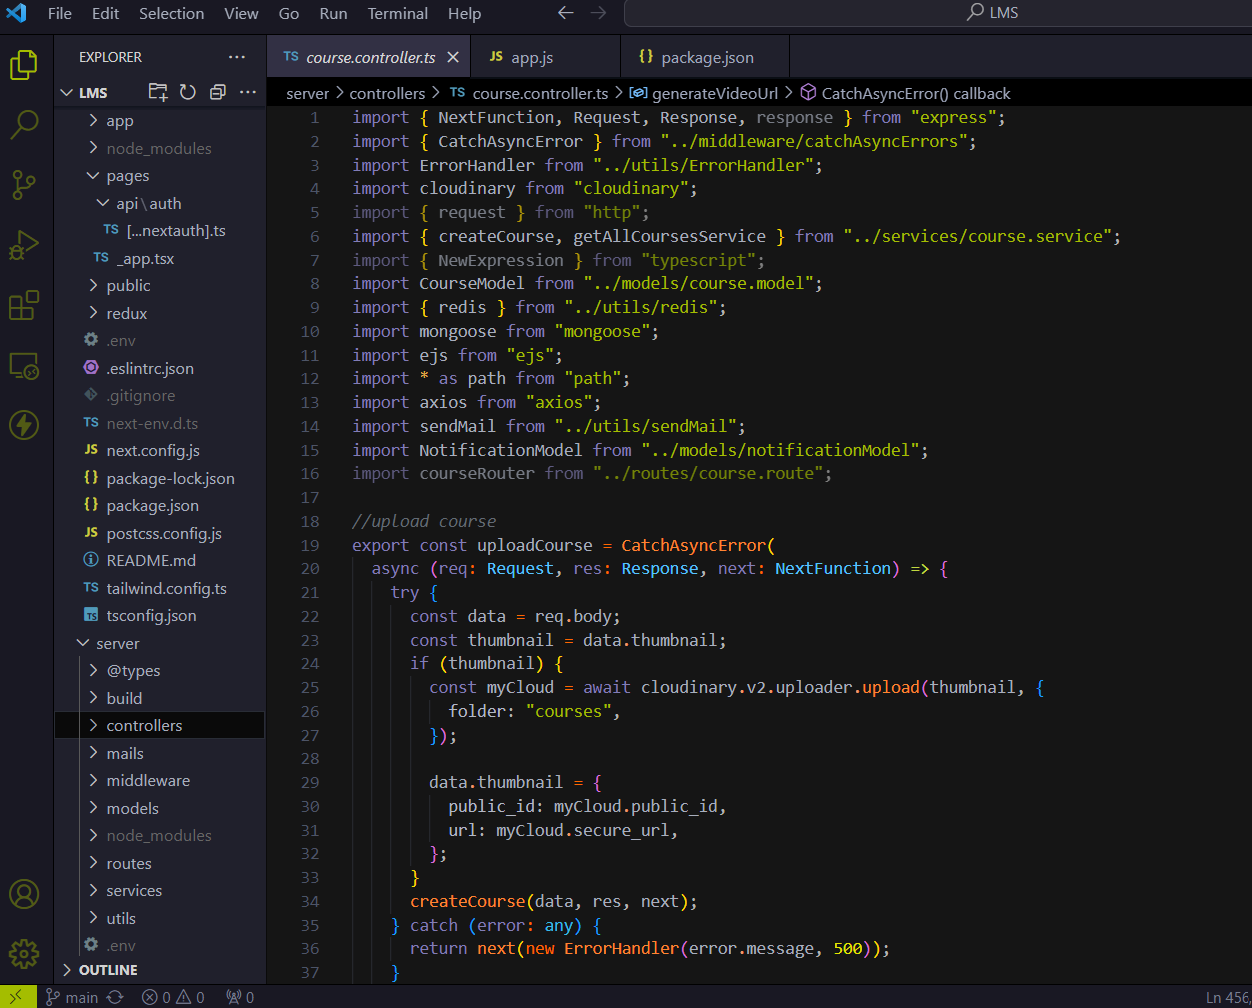 File Edit Selection View Go Run Terminal Help LMS
EXPLORER
LMS
app
node_modules
pages
api\auth
TS [...nextauth].ts
TS _app.tsx
public
redux
.env
.eslintrc.json
.gitignore
TS next-env.d.ts
JS next.config.js
{} package-lock.json
{} package.json
JS postcss.config.js
README.md
TS tailwind.config.ts
TS tsconfig.json
server
@types
build
controllers
mails
middleware
models
node_modules
routes
services
utils
.env
OUTLINE
TS course.controller.ts JS app.js {} package.json
server > controllers > TS course.controller.ts > generateVideoUrl > CatchAsyncError() callback
1 import { NextFunction, Request, Response, response } from "express";
2 import { CatchAsyncError } from "../middleware/catchAsyncErrors";
3 import ErrorHandler from "../utils/ErrorHandler";
4 import cloudinary from "cloudinary";
5 import { request } from "http";
6 import { createCourse, getAllCoursesService } from "../services/course.service";
7 import { NewExpression } from "typescript";
8 import CourseModel from "../models/course.model";
9 import { redis } from "../utils/redis";
10 import mongoose from "mongoose";
11 import ejs from "ejs";
12 import * as path from "path";
13 import axios from "axios";
14 import sendMail from "../utils/sendMail";
15 import NotificationModel from "../models/notificationModel";
16 import courseRouter from "../routes/course.route";
17
18 //upload course
19 export const uploadCourse = CatchAsyncError(
20 async (req: Request, res: Response, next: NextFunction) => {
21 try {
22 const data = req.body;
23 const thumbnail = data.thumbnail;
24 if (thumbnail) {
25 const myCloud = await cloudinary.v2.uploader.upload(thumbnail, {
26 folder: "courses",
27 });
28
29 data.thumbnail = {
30 public_id: myCloud.public_id,
31 url: myCloud.secure_url,
32 };
33 }
34 createCourse(data, res, next);
35 } catch (error: any) {
36 return next(new ErrorHandler(error.message, 500));
37 }
main 0 0 0 Ln 456,